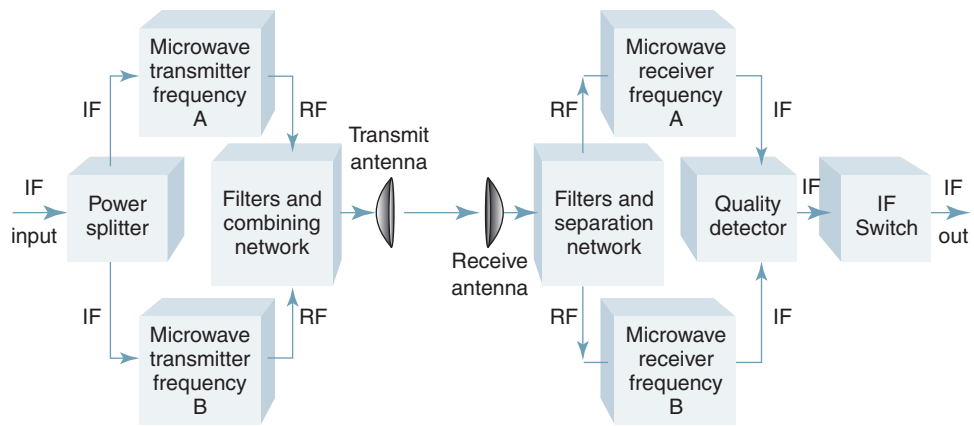 IF
input
Power
splitter
IF
Microwave
transmitter
frequency
A
RF
IF
Microwave
transmitter
frequency
B
RF
Filters and
combining
network
Transmit
antenna
Receive
antenna
Filters and
separation
network
RF
Microwave
receiver
frequency
A
IF
RF
Microwave
receiver
frequency
B
IF
Quality
detector
IF
IF
Switch
IF
out